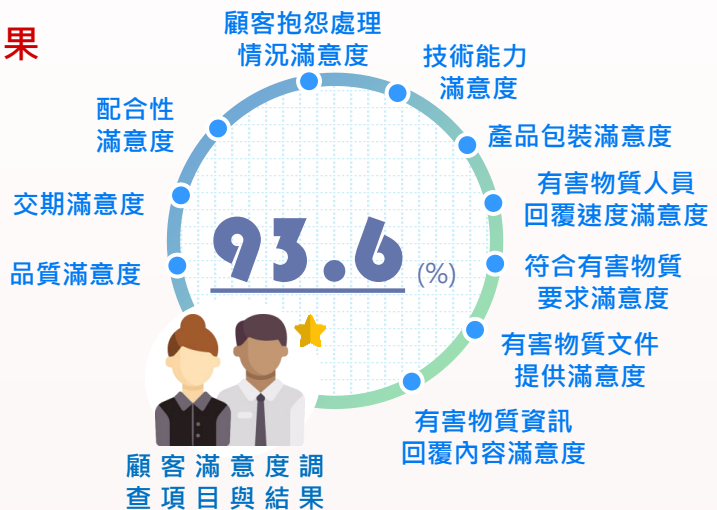 果
顧客抱怨處理
情況滿意度
技術能力
滿意度
配合性
滿意度
產品包裝滿意度
交期滿意度
有害物質人員
回覆速度滿意度
品質滿意度
93.6 (%)
符合有害物質
要求滿意度
有害物質文件
提供滿意度
有害物質資訊
回覆內容滿意度
顧客滿意度調
查項目與結果